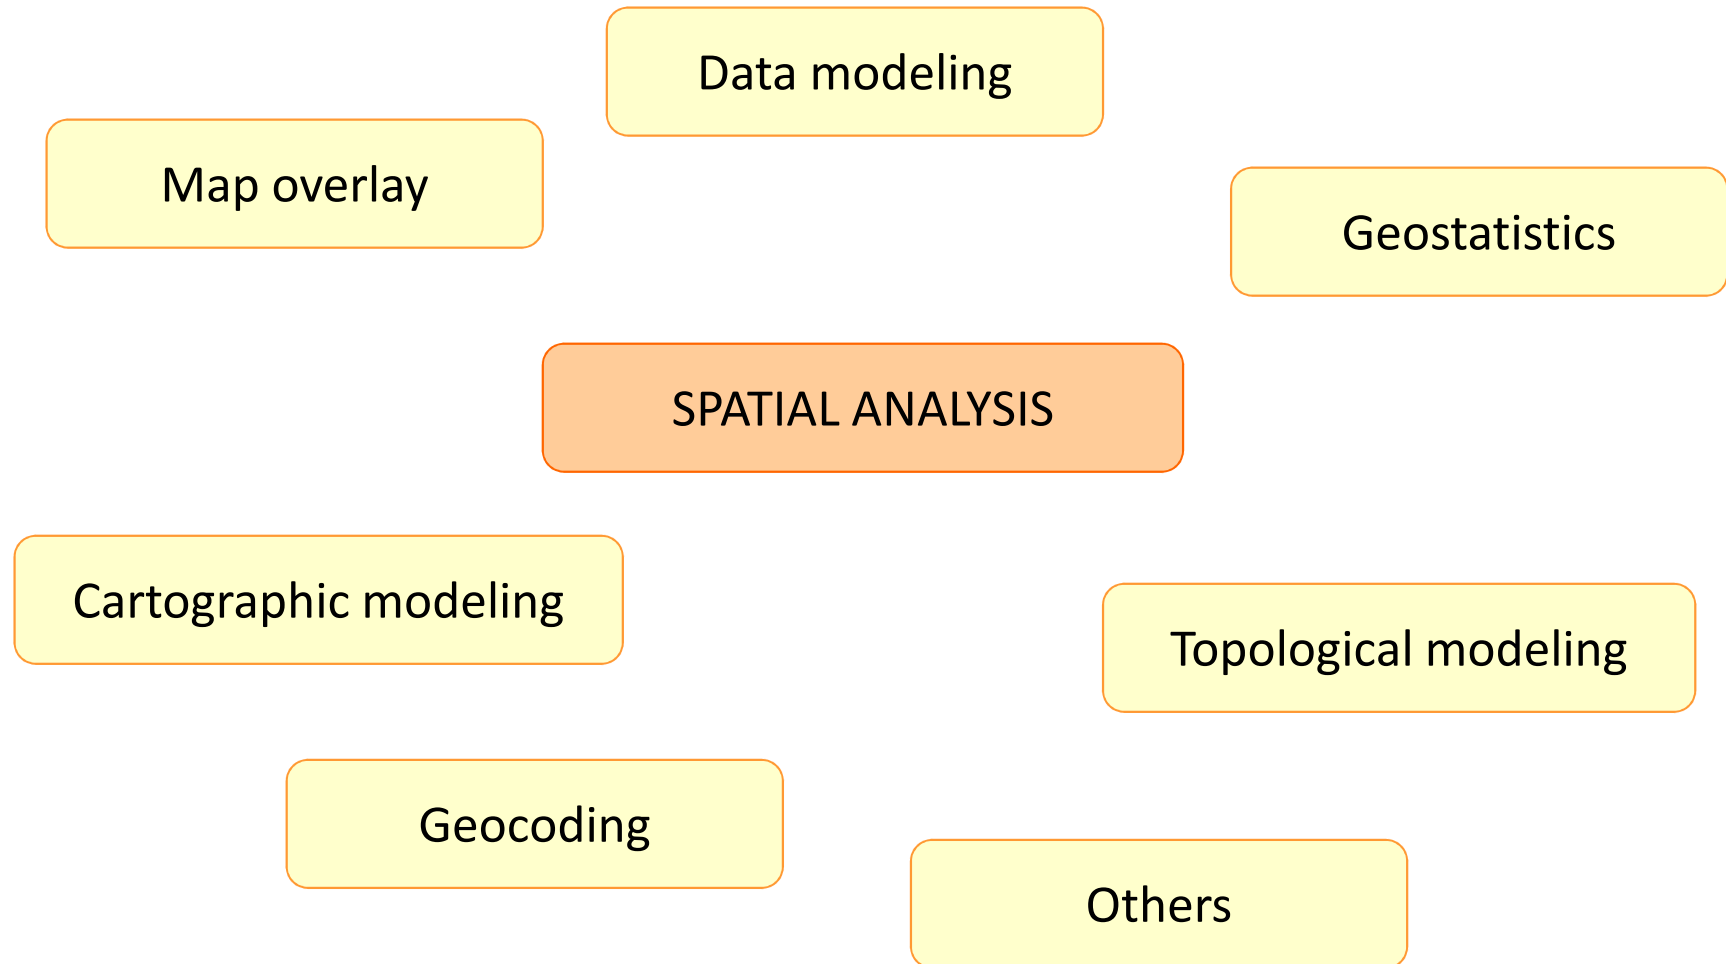 Data modeling
Map overlay
Geostatistics
SPATIAL ANALYSIS
Cartographic modeling
Topological modeling
Geocoding
Others